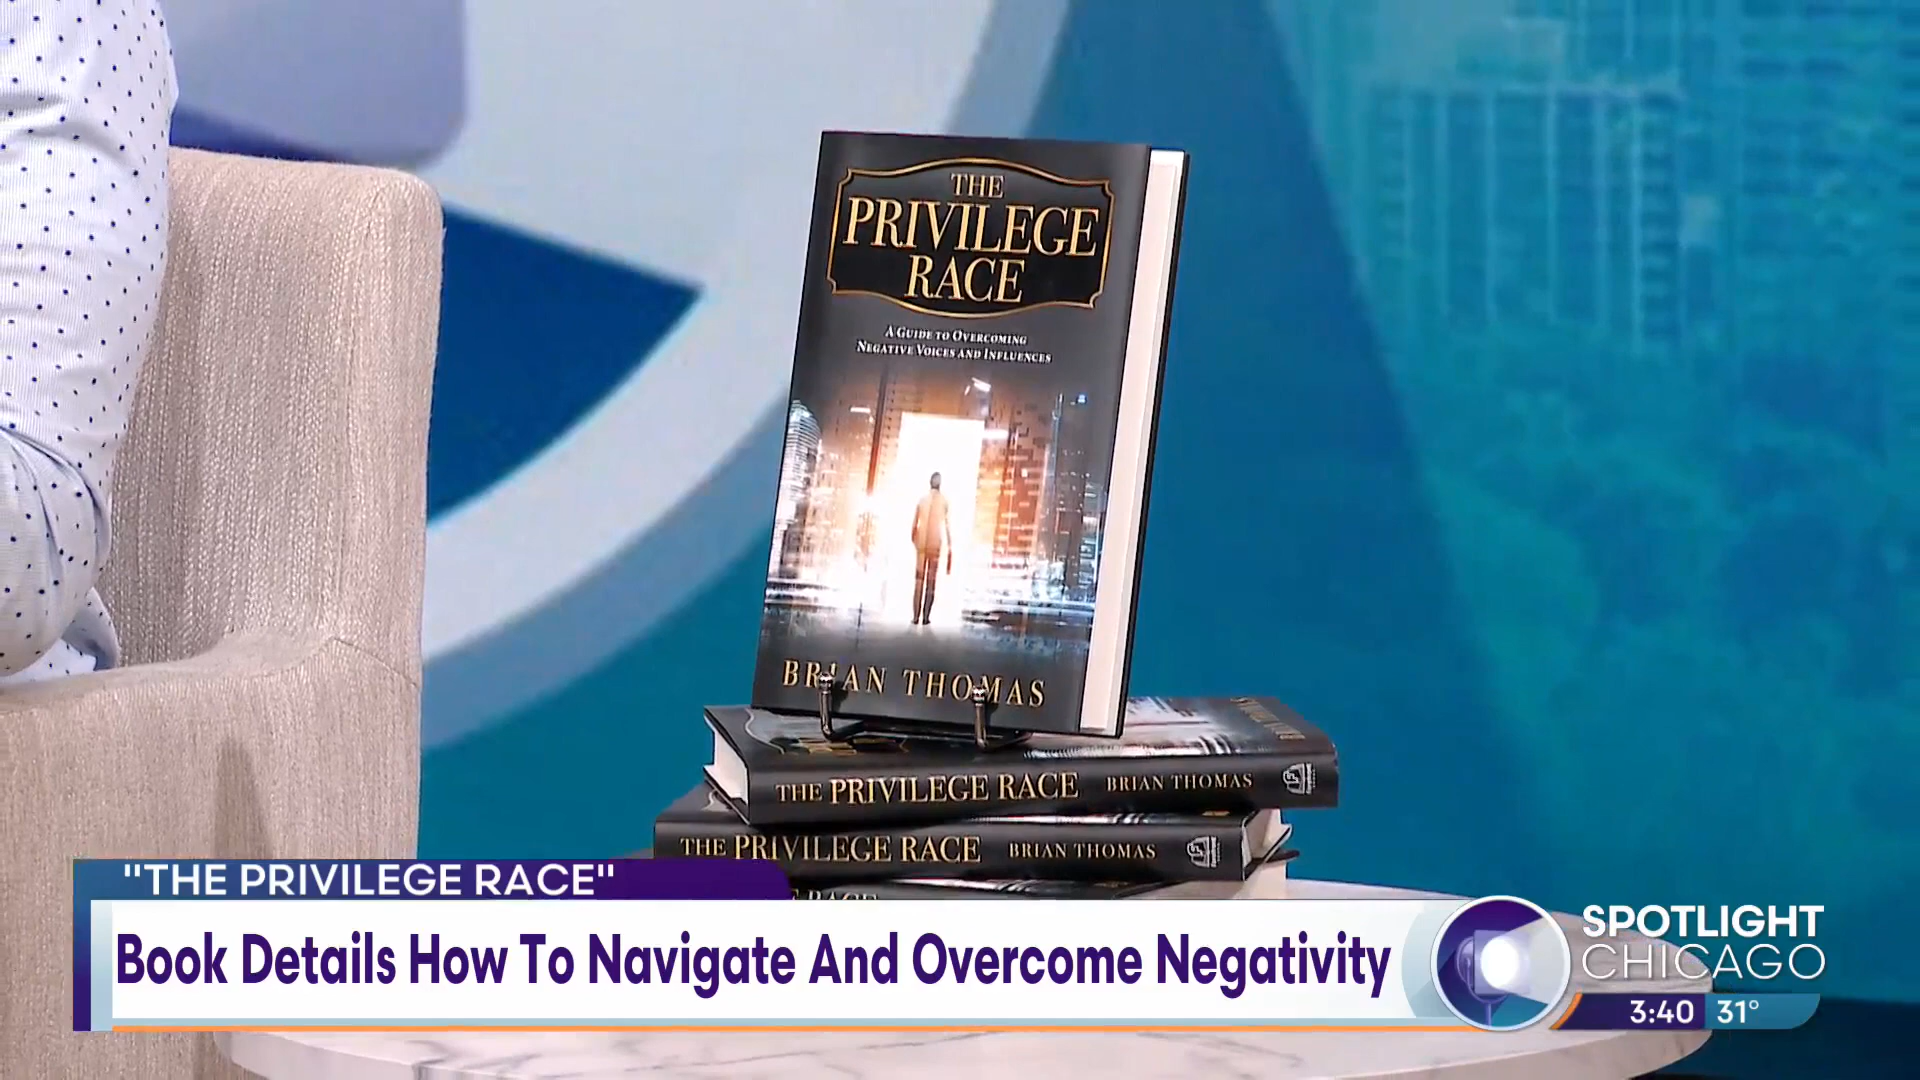 THE
PRIVILEGE
RACE
A GUIDE TO OVERCOMING
NEGATIVE VOICES AND INFLUENCES
BRIAN THOMAS
THE PRIVILEGE RACE BRIAN THOMAS
THE PRIVILEGE RACE BRIAN THOMAS
RACE
"THE PRIVILEGE RACE"
Book Details How To Navigate And Overcome Negativity
SPOTLIGHT
CHICAGO
3:40 31°